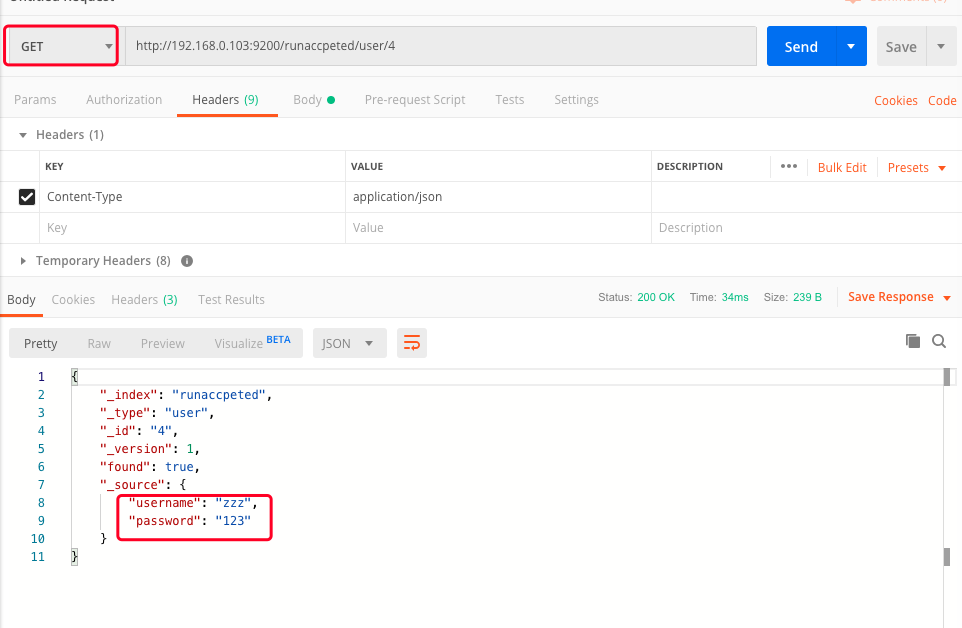 Untitled Request Comments (0)
GET http://192.168.0.103:9200/runaccpeted/user/4 Send Save
Params Authorization Headers (9) Body Pre-request Script Tests Settings Cookies Code
Headers (1)
KEY VALUE DESCRIPTION ••• Bulk Edit Presets
Content-Type application/json
Key Value Description
Temporary Headers (8) i
Body Cookies Headers (3) Test Results Status: 200 OK Time: 34ms Size: 239 B Save Response
Pretty Raw Preview Visualize BETA JSON
1 {
2 "_index": "runaccpeted",
3 "_type": "user",
4 "_id": "4",
5 "_version": 1,
6 "found": true,
7 "_source": {
8 "username": "zzz",
9 "password": "123"
10 }
11 }